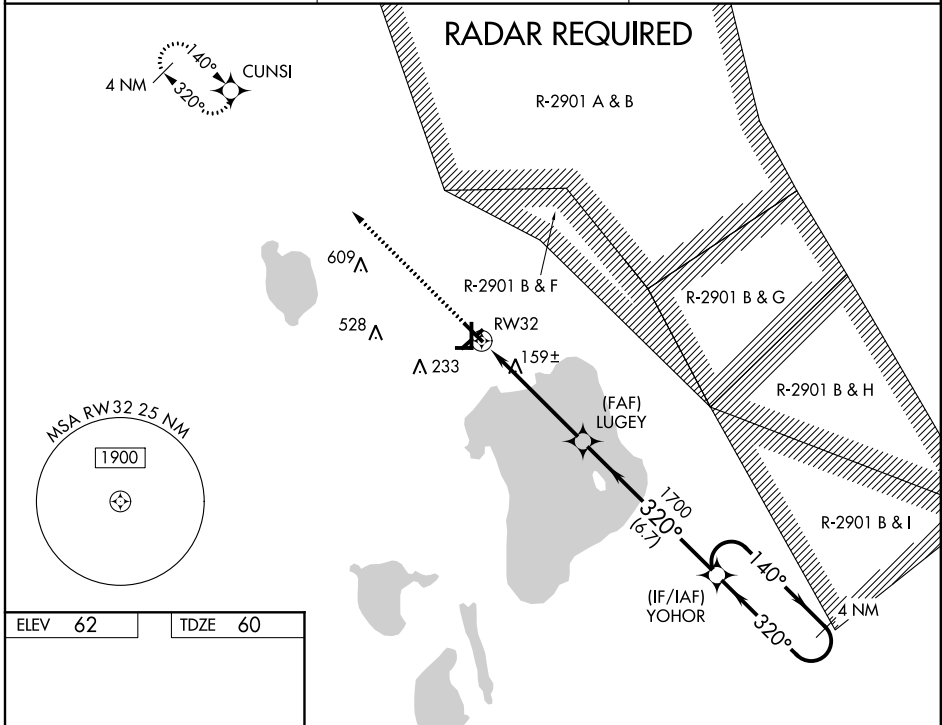 RADAR REQUIRED
140°
CUNSI
4 NM
320°
R-2901 A & B
609
R-2901 B & F
R-2901 B & G
528
RW32
233
159±
R-2901 B & H
(FAF)
LUGEY
MSA RW32 25 NM
1900
1700
320°
(6.7)
R-2901 B & I
140°
(IF/IAF)
YOHOR
4 NM
320°
ELEV 62
TDZE 60